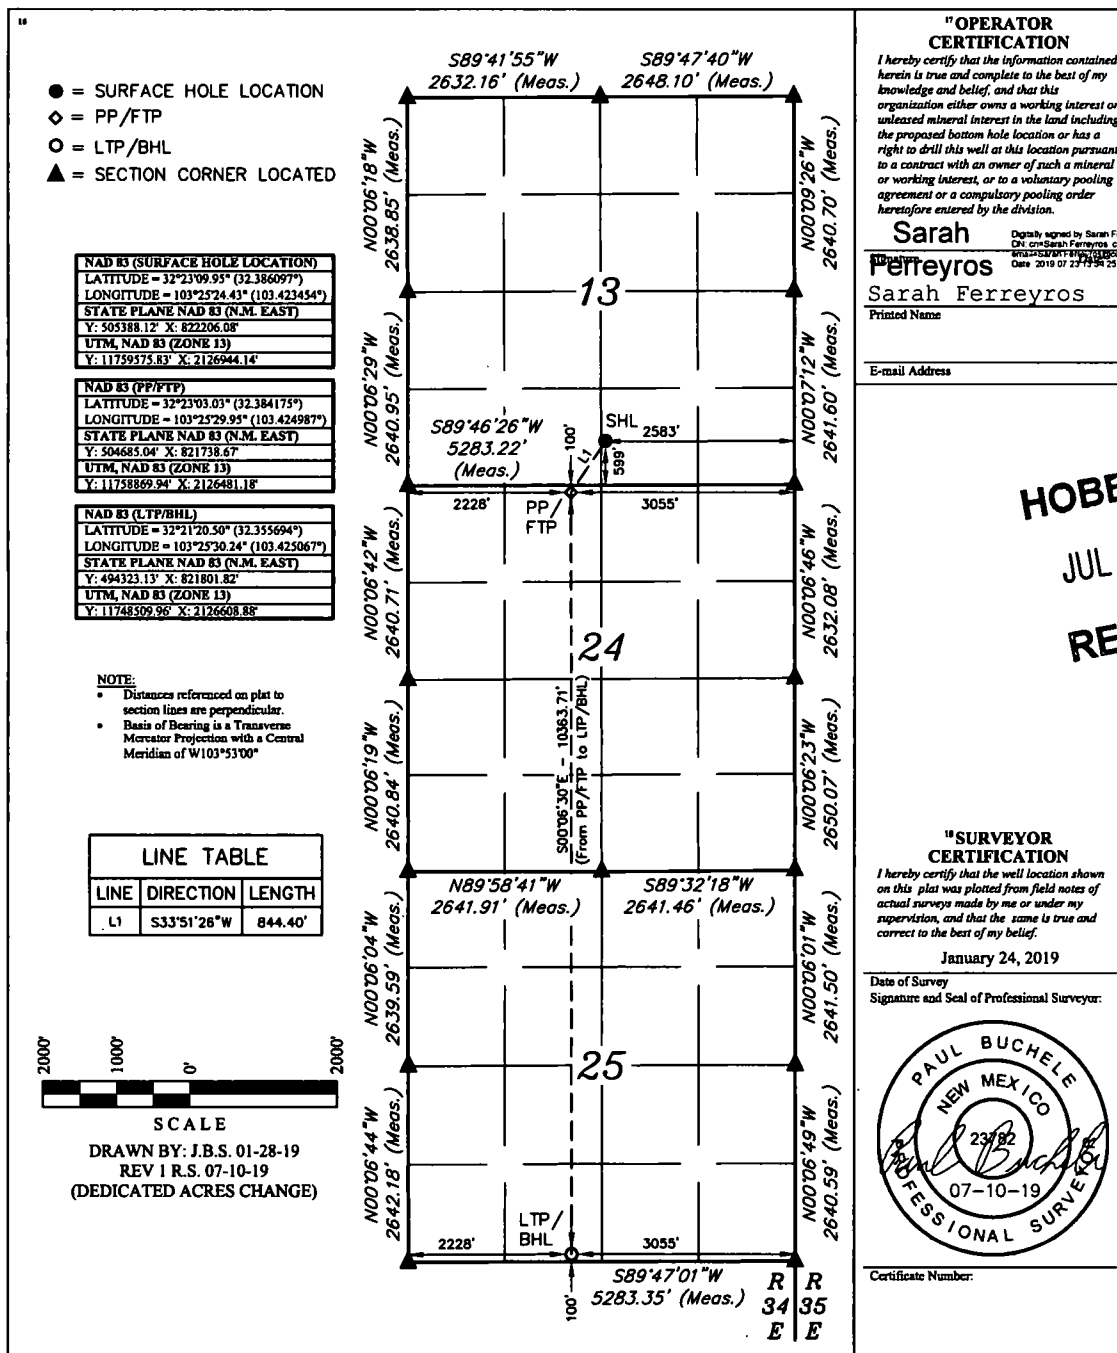 16
● = SURFACE HOLE LOCATION
◇ = PP/FTP
O = LTP/BHL
▲ = SECTION CORNER LOCATED
NAD 83 (SURFACE HOLE LOCATION)
LATITUDE = 32°23'09.95" (32.386097°)
LONGITUDE = 103°25'24.43" (103.423454°)
STATE PLANE NAD 83 (N.M. EAST)
Y: 505388.12' X: 822206.08'
UTM, NAD 83 (ZONE 13)
Y: 11759575.83' X: 2126944.14'
NAD 83 (PP/FTP)
LATITUDE = 32°23'03.03" (32.384175°)
LONGITUDE = 103°25'29.95" (103.424987°)
STATE PLANE NAD 83 (N.M. EAST)
Y: 504685.04' X: 821738.67'
UTM, NAD 83 (ZONE 13)
Y: 11758869.94' X: 2126481.18'
NAD 83 (LTP/BHL)
LATITUDE = 32°21'20.50" (32.355694°)
LONGITUDE = 103°25'30.24" (103.425067°)
STATE PLANE NAD 83 (N.M. EAST)
Y: 494323.13' X: 821801.82'
UTM, NAD 83 (ZONE 13)
Y: 11748509.96' X: 2126608.88'
NOTE:
• Distances referenced on plat to
section lines are perpendicular.
• Basis of Bearing is a Transverse
Mercator Projection with a Central
Meridian of W103°53'00"
LINE TABLE
LINE DIRECTION LENGTH
L1 S33°51'28"W 844.40'
2000' 1000' 0' 2000'
SCALE
DRAWN BY: J.B.S. 01-28-19
REV 1 R.S. 07-10-19
(DEDICATED ACRES CHANGE)
S89°41'55"W
2632.16' (Meas.)
S89°47'40"W
2648.10' (Meas.)
N00°06'18"W
2638.85' (Meas.)
N00°09'26"W
2640.70' (Meas.)
13
N00°06'29"W
2640.95' (Meas.)
N00°07'12"W
2641.60' (Meas.)
S89°46'26"W
5283.22'
(Meas.)
100'
L1
SHL
2583'
599'
2228'
PP/
FTP
3055'
N00°06'42"W
2640.71' (Meas.)
N00°06'46"W
2632.08' (Meas.)
24
S00°06'30"E - 10363.71'
(From PP/FTP to LTP/BHL)
N00°06'19"W
2640.84' (Meas.)
N00°06'23"W
2650.07' (Meas.)
N89°58'41"W
2641.91' (Meas.)
S89°32'18"W
2641.46' (Meas.)
N00°06'04"W
2639.59' (Meas.)
N00°06'01"W
2641.50' (Meas.)
25
N00°06'44"W
2642.18' (Meas.)
N00°06'49"W
2640.59' (Meas.)
LTP/
BHL
2228'
3055'
100'
S89°47'01"W
5283.35' (Meas.)
R R
34 35
E E
17 OPERATOR
CERTIFICATION
I hereby certify that the information contained
herein is true and complete to the best of my
knowledge and belief, and that this
organization either owns a working interest or
unleased mineral interest in the land including
the proposed bottom hole location or has a
right to drill this well at this location pursuant
to a contract with an owner of such a mineral
or working interest, or to a voluntary pooling
agreement or a compulsory pooling order
heretofore entered by the division.
Sarah
Ferreyros
Digitally signed by Sarah F
DN: cn=Sarah Ferreyros c
Date 2019 07 23
Signature
Sarah Ferreyros
Printed Name
E-mail Address
HOBB
JUL
RE
18 SURVEYOR
CERTIFICATION
I hereby certify that the well location shown
on this plat was plotted from field notes of
actual surveys made by me or under my
supervision, and that the same is true and
correct to the best of my belief.
January 24, 2019
Date of Survey
Signature and Seal of Professional Surveyor:
PAUL BUCHELE
NEW MEXICO
23782
07-10-19
PROFESSIONAL SURVEYOR
Certificate Number: